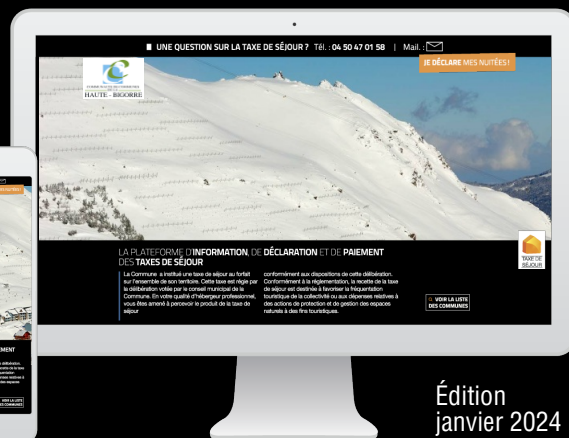 UNE QUESTION SUR LA TAXE DE SÉJOUR ? Tél. : 04 50 47 01 58 | Mail. :
JE DÉCLARE MES NUITÉES !
HAUTE - BIGORRE
TAXE DE
SÉJOUR
LA PLATEFORME D'INFORMATION, DE DÉCLARATION ET DE PAIEMENT
DES TAXES DE SÉJOUR
La Commune a institué une taxe de séjour au forfait
sur l'ensemble de son territoire. Cette taxe est régie par
la délibération votée par le conseil municipal de la
Commune. En votre qualité d'hébergeur professionnel,
vous êtes amené à percevoir le produit de la taxe de
séjour
conformément aux dispositions de cette délibération.
Conformément à la réglementation, la recette de la taxe
de séjour est destinée à favoriser la fréquentation
touristique de la collectivité ou aux dépenses relatives à
des actions de protection et de gestion des espaces
naturels à des fins touristiques.
VOIR LA LISTE
DES COMMUNES
EMENT
VOIR LA LISTE
DES COMMUNES
Édition
janvier 2024